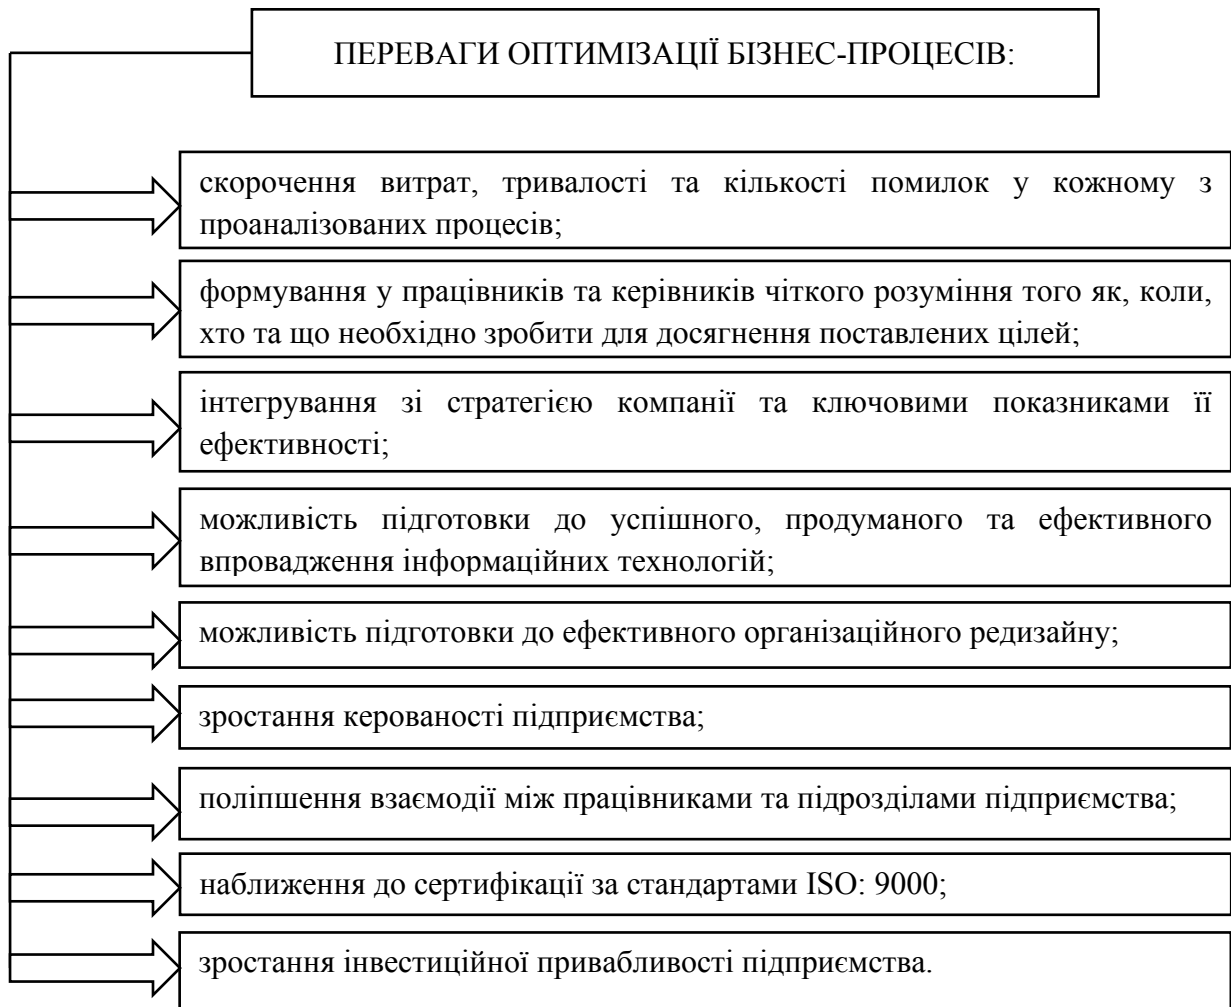 ПЕРЕВАГИ ОПТИМІЗАЦІЇ БІЗНЕС-ПРОЦЕСІВ:
скорочення витрат, тривалості та кількості помилок у кожному з
проаналізованих процесів;
формування у працівників та керівників чіткого розуміння того як, коли,
хто та що необхідно зробити для досягнення поставлених цілей;
інтегрування зі стратегією компанії та ключовими показниками її
ефективності;
можливість підготовки до успішного, продуманого та ефективного
впровадження інформаційних технологій;
можливість підготовки до ефективного організаційного редизайну;
зростання керованості підприємства;
поліпшення взаємодії між працівниками та підрозділами підприємства;
наближення до сертифікації за стандартами ISO: 9000;
зростання інвестиційної привабливості підприємства.